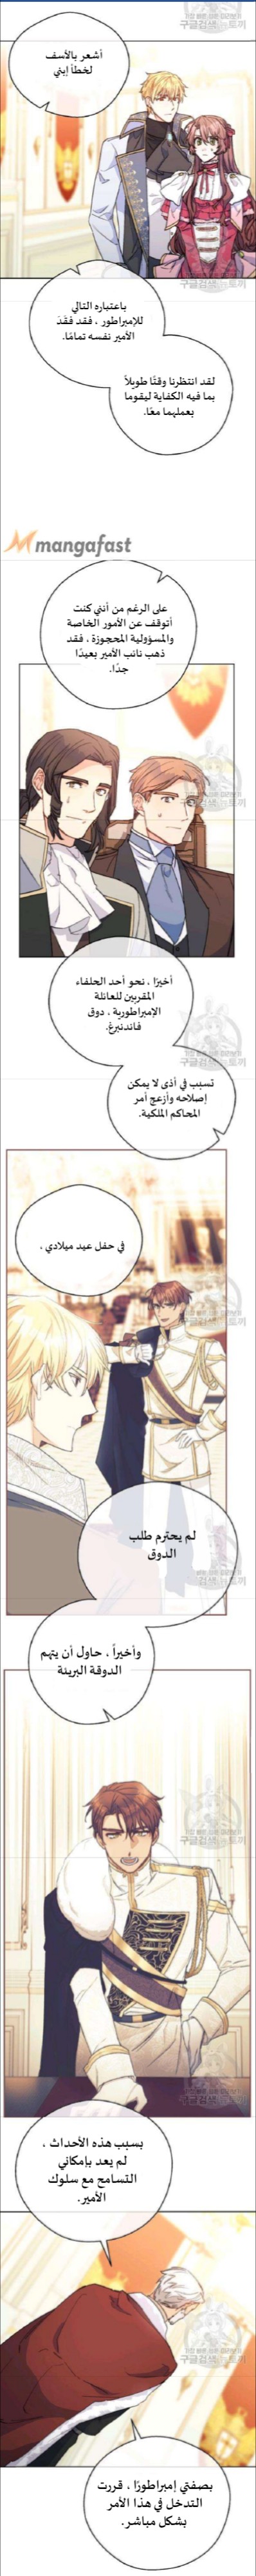 أشعر بالأسف
لخطأ إبني
باعتباره التالي
للإمبراطور ، فقد فقَدَ
الأمير نفسه تمامًا.
لقد انتظرنا وقتًا طويلاً
بما فيه الكفاية ليقوما
بعملهما معًا.
mangafast
على الرغم من أنني كنت
أتوقف عن الأمور الخاصة
والمسؤولية المحجوزة ، فقد
ذهب نائب الأمير بعيدًا
جدًا.
أخيرًا ، نحو أحد الحلفاء
المقربين للعائلة
الإمبراطورية ، دوق
فاندنبرغ.
تسبب في أذى لا يمكن
إصلاحه وأزعج أمر
المحاكم الملكية.
في حفل عيد ميلادي ،
لم يحترم طلب
الدوق
وأخيراً ، حاول أن يتهم
الدوقة البريئة
بسبب هذه الأحداث ،
لم يعد بإمكاني
التسامح مع سلوك
الأمير.
بصفتي إمبراطورًا ، قررت
التدخل في هذا الأمر
بشكل مباشر.